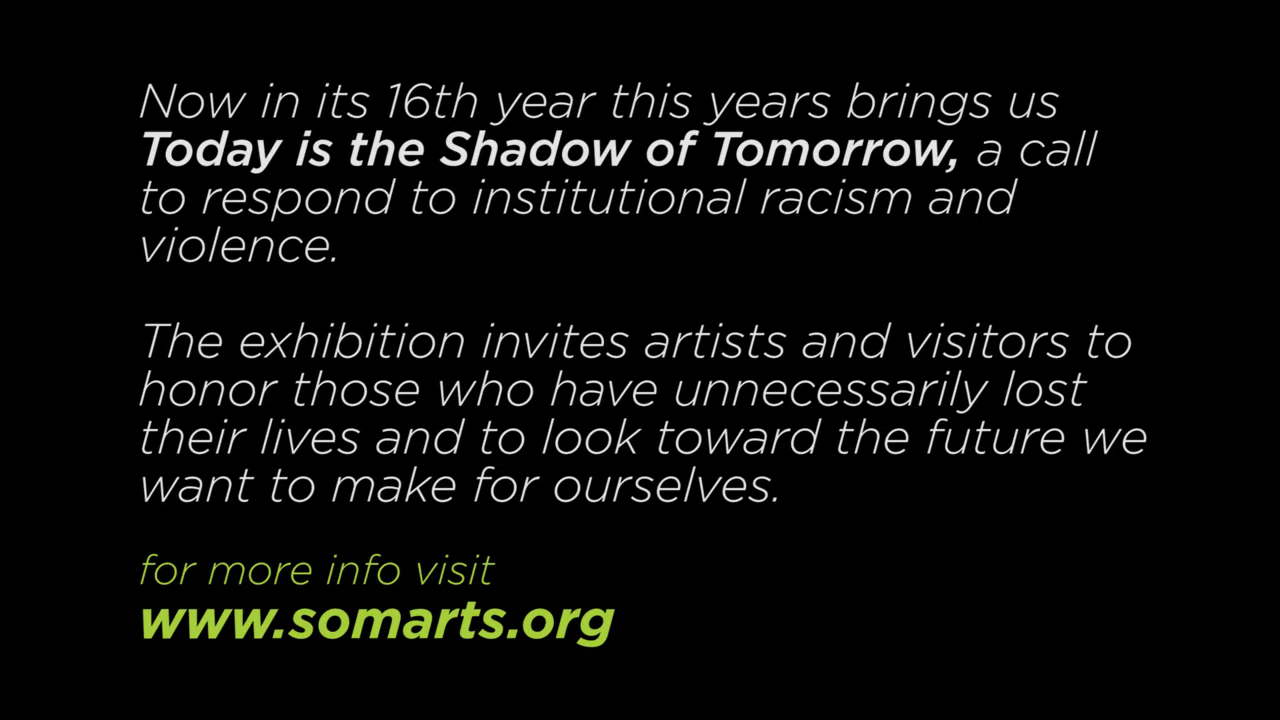 Now in its 16th year this years brings us
Today is the Shadow of Tomorrow, a call
to respond to institutional racism and
violence.
The exhibition invites artists and visitors to
honor those who have unnecessarily lost
their lives and to look toward the future we
want to make for ourselves.
for more info visit
www.somarts.org